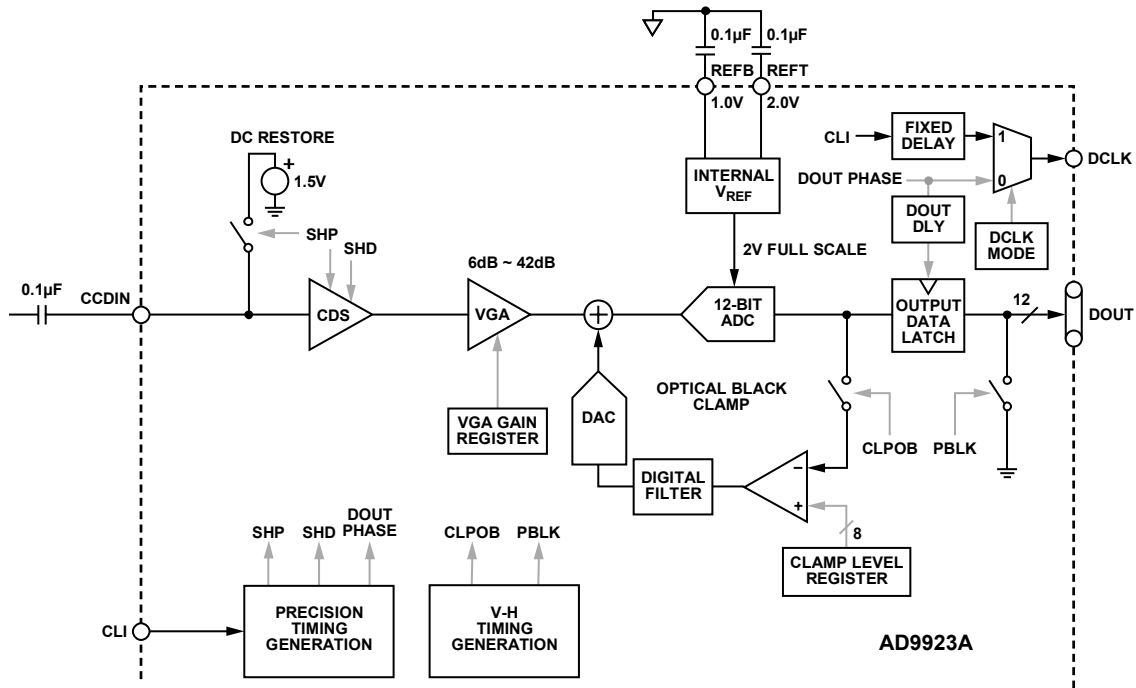 0.1µF
0.1µF
REFB
REFT
1.0V
2.0V
DC RESTORE
+
1.5V
SHP
SHD
INTERNAL
VREF
2V FULL SCALE
CLI
FIXED
DELAY
1
0
DCLK
DOUT PHASE
DOUT
DLY
DCLK
MODE
0.1µF
CCDIN
CDS
6dB ~ 42dB
VGA
+
12-BIT
ADC
OUTPUT
DATA
LATCH
12
DOUT
VGA GAIN
REGISTER
DAC
OPTICAL BLACK
CLAMP
CLPOB
PBLK
DIGITAL
FILTER
–
+
8
CLAMP LEVEL
REGISTER
SHP
SHD
DOUT
PHASE
CLPOB
PBLK
CLI
PRECISION
TIMING
GENERATION
V-H
TIMING
GENERATION
AD9923A